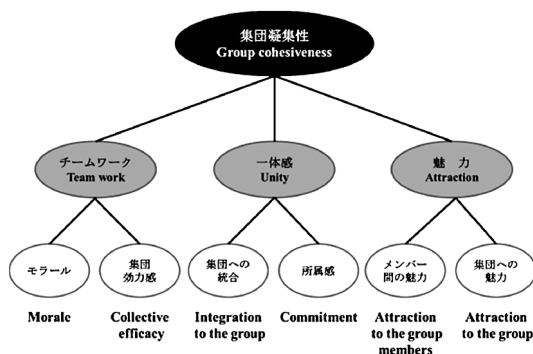 集団凝集性
Group cohesiveness
チームワーク
Team work
一体感
Unity
魅　力
Attraction
モラール
集団
効力感
集団への
統合
所属感
メンバー
間の魅力
集団への
魅力
Morale
Collective
efficacy
Integration
to the group
Commitment
Attraction
to the group
members
Attraction
to the group